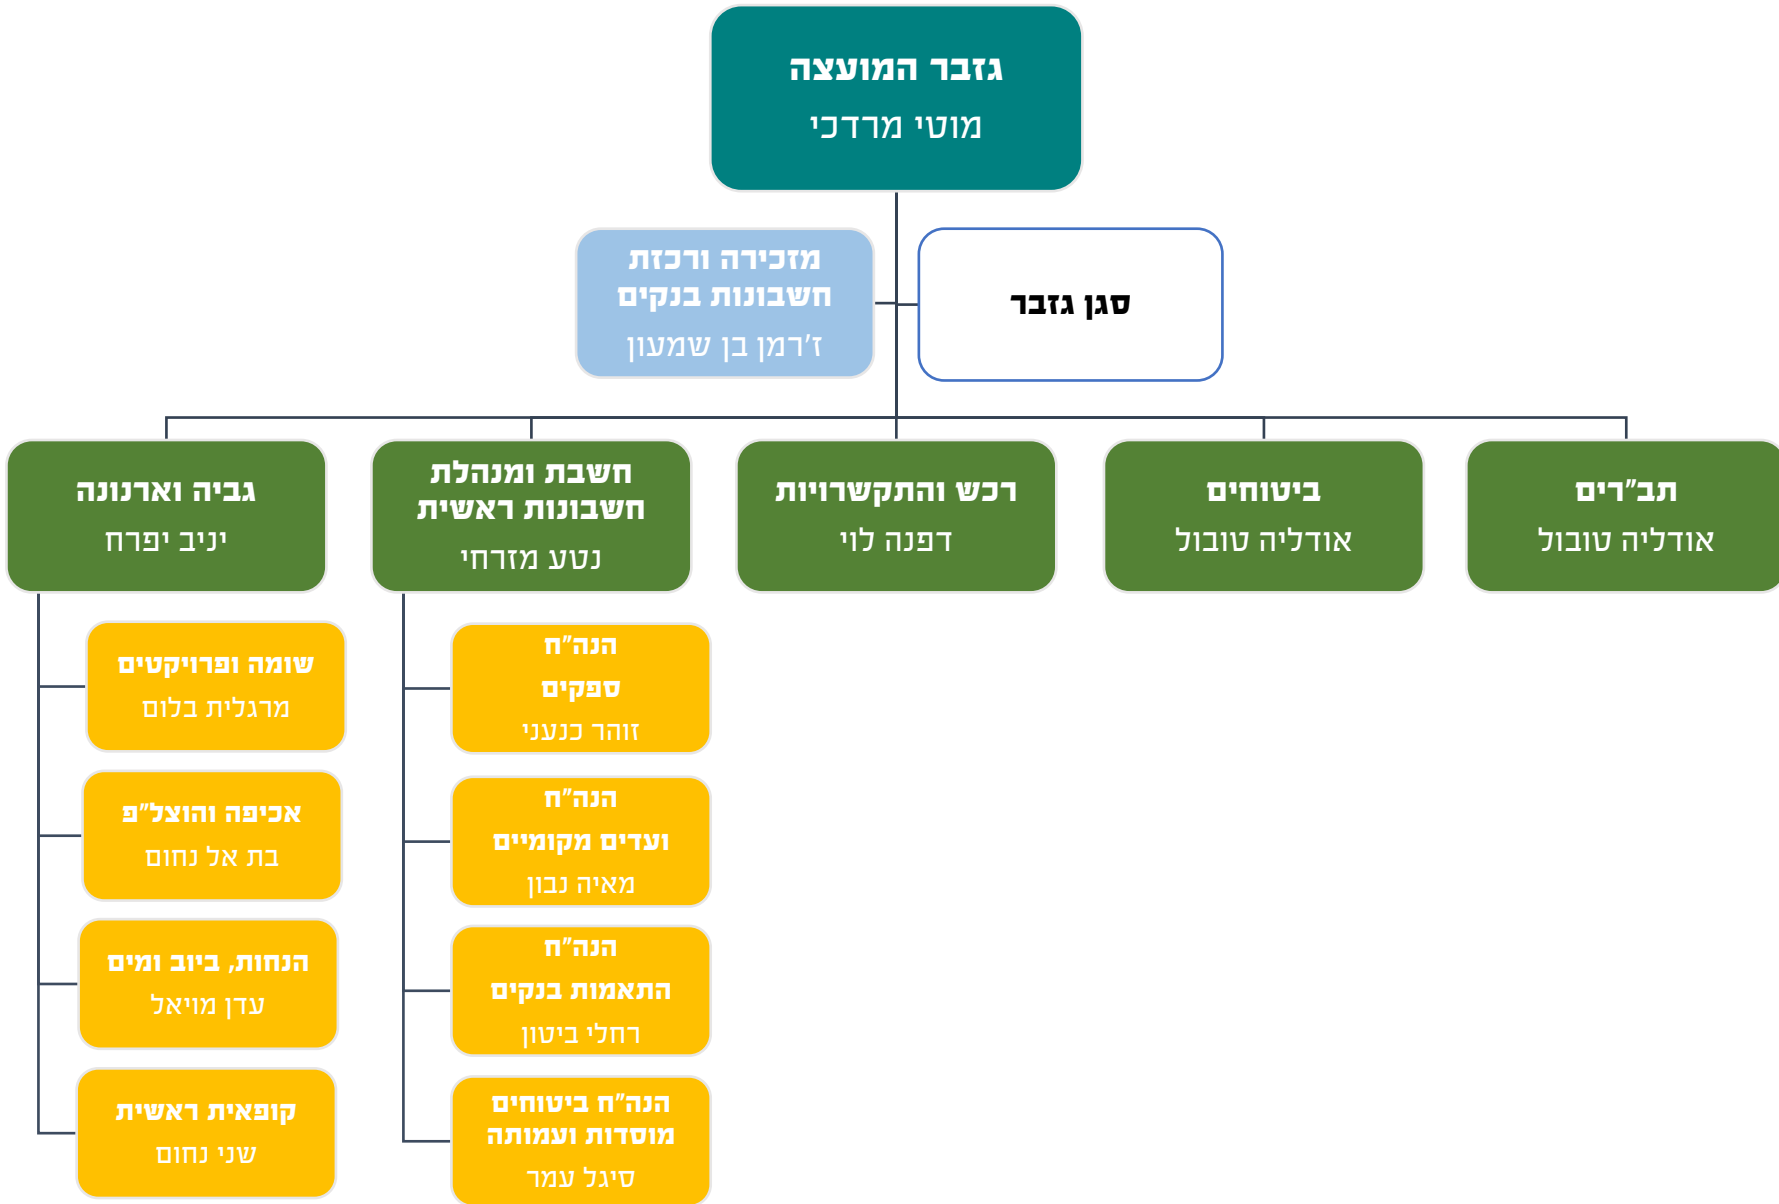 גזבר המועצה
מוטי מרדכי
סגן גזבר
מזכירה ורכזת
חשבונות בנקים
ז'רמן בן שמעון
תב"רים
אודליה טובול
ביטוחים
אודליה טובול
רכש והתקשרויות
דפנה לוי
חשבת ומנהלת
חשבונות ראשית
נטע מזרחי
גביה וארנונה
יניב יפרח
הנה"ח
ספקים
זוהר כנעני
הנה"ח
ועדים מקומיים
מאיה נבון
הנה"ח
התאמות בנקים
רחלי ביטון
הנה"ח ביטוחים
מוסדות ועמותה
סיגל עמר
שומה ופרויקטים
מרגלית בלום
אכיפה והוצל"פ
בת אל נחום
הנחות, ביוב ומים
עדן מויאל
קופאית ראשית
שני נחום